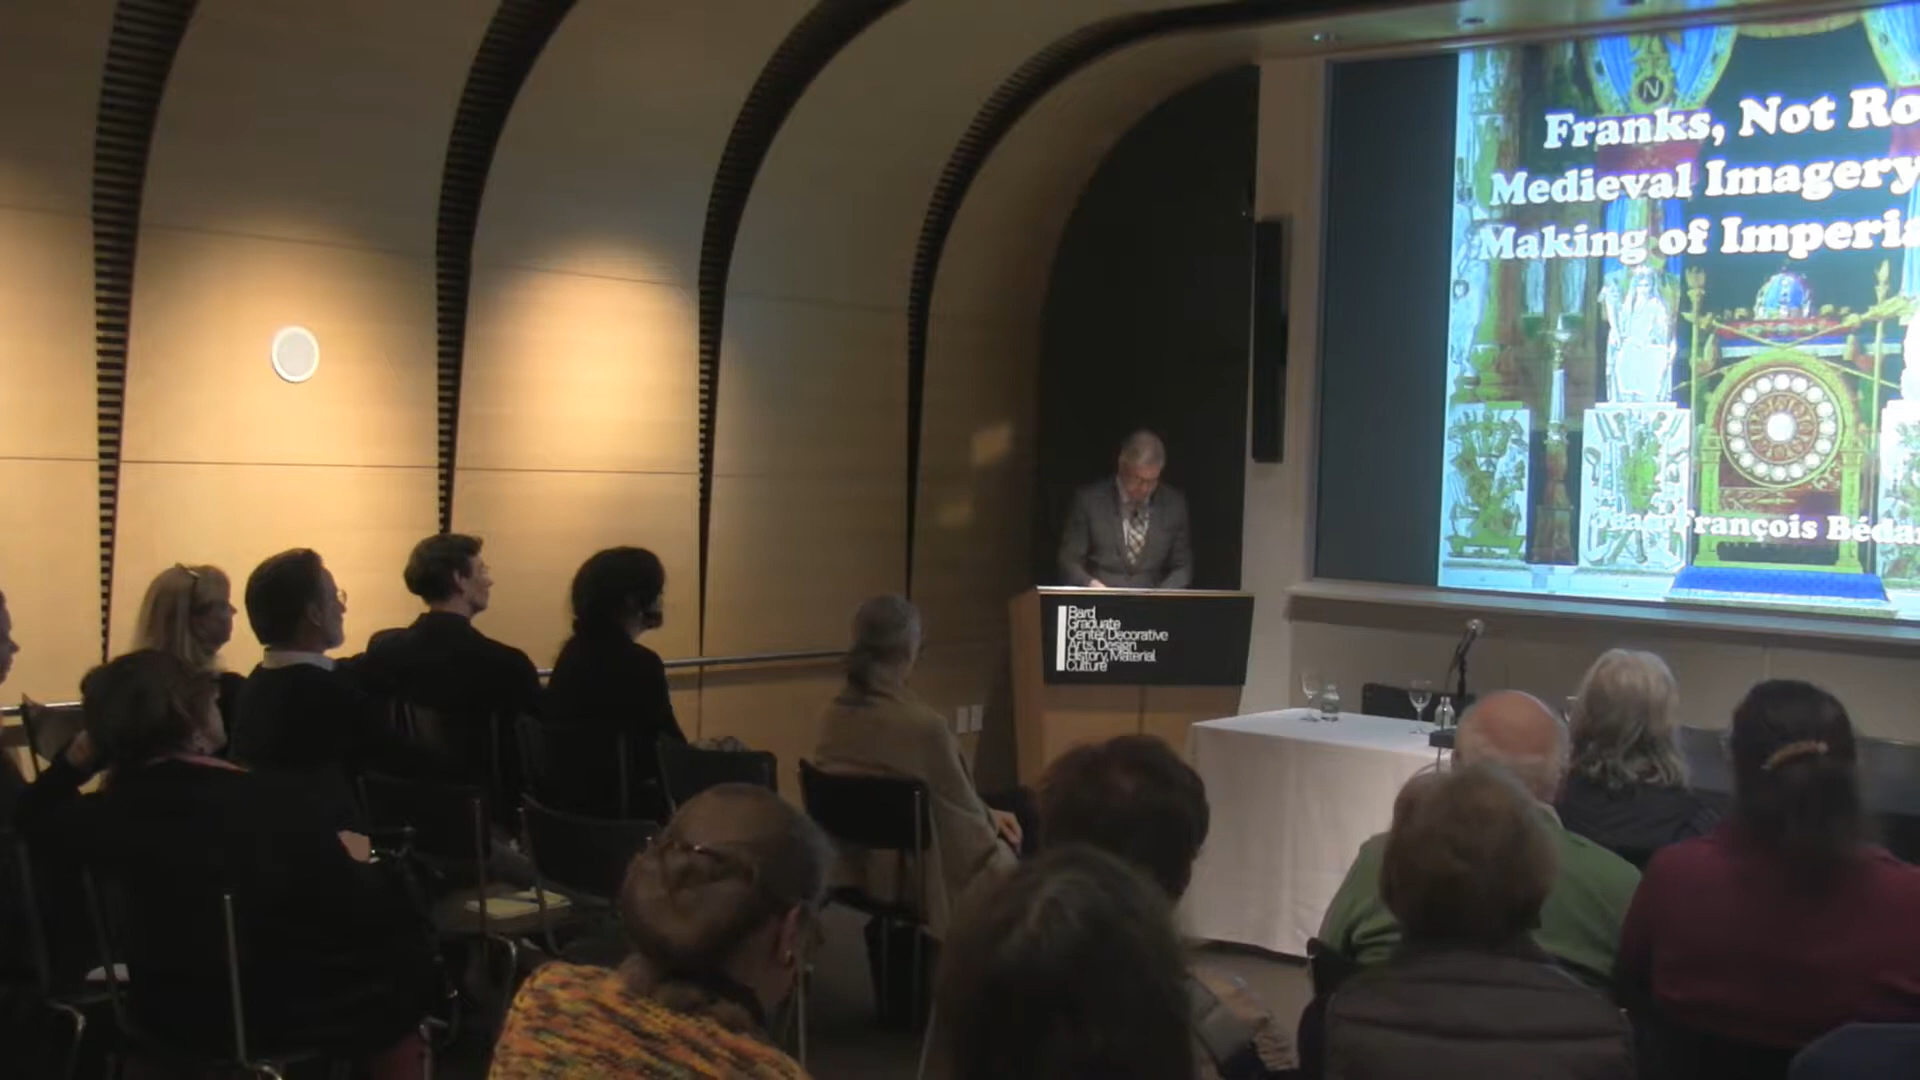 N
Franks, Not Ro
Medieval Imagery
Making of Imperia
Jean-François Béda
Bard
Graduate
Center Decorative
Arts, Design
History, Material
Culture